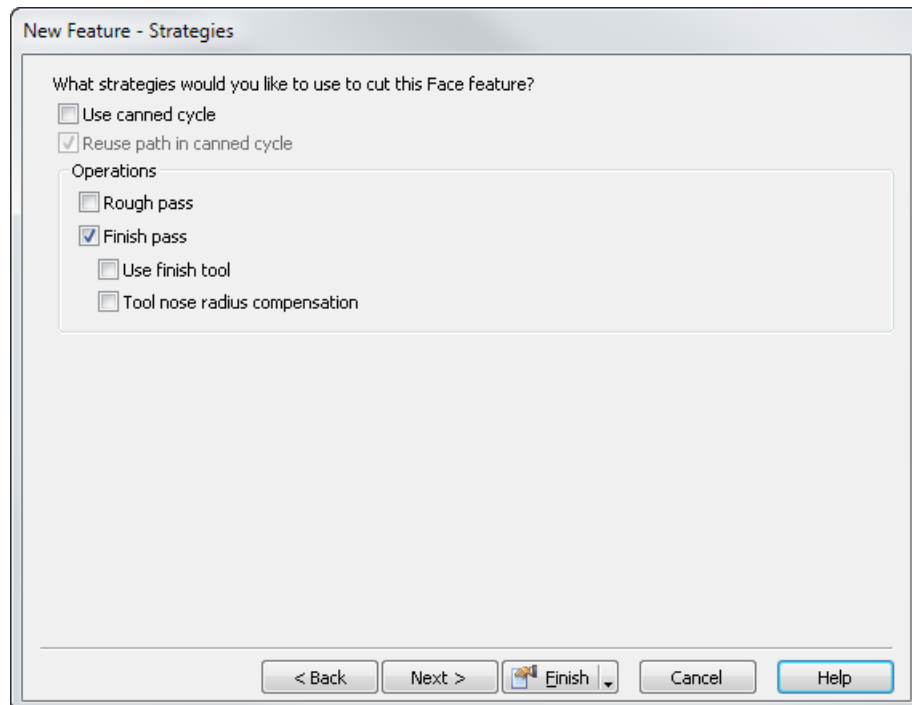 New Feature - Strategies
What strategies would you like to use to cut this Face feature?
Use canned cycle
Reuse path in canned cycle
Operations
Rough pass
Finish pass
Use finish tool
Tool nose radius compensation
< Back Next > Finish Cancel Help